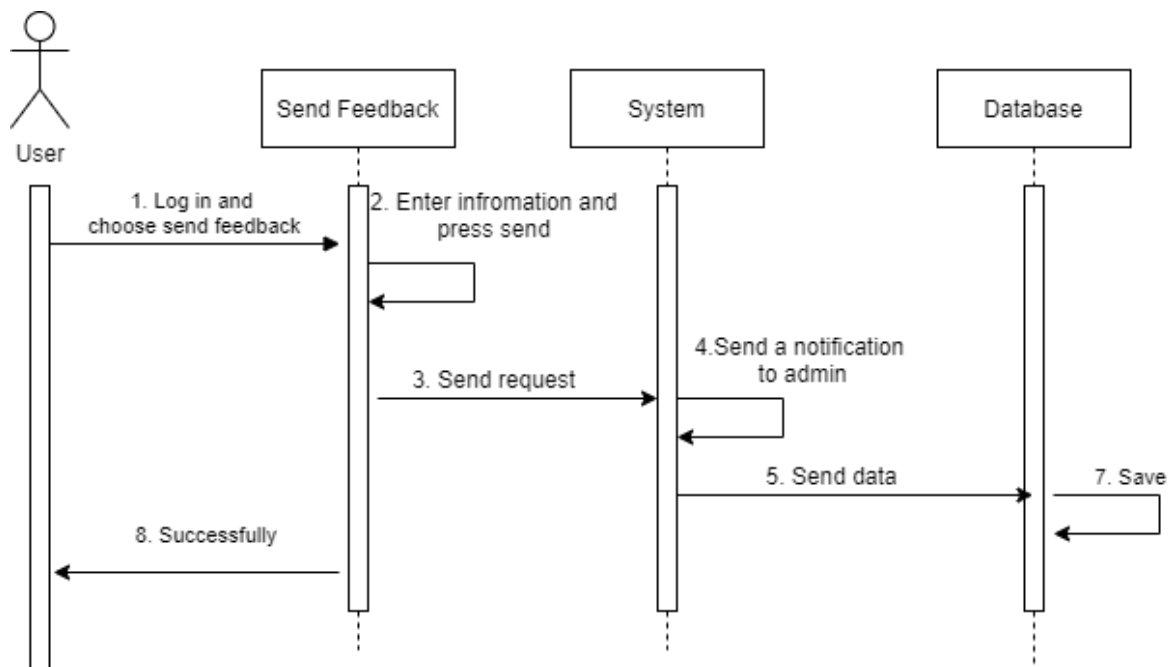 User
Send Feedback
System
Database
1. Log in and
choose send feedback
2. Enter infromation and
press send
3. Send request
4.Send a notification
to admin
5. Send data
7. Save
8. Successfully